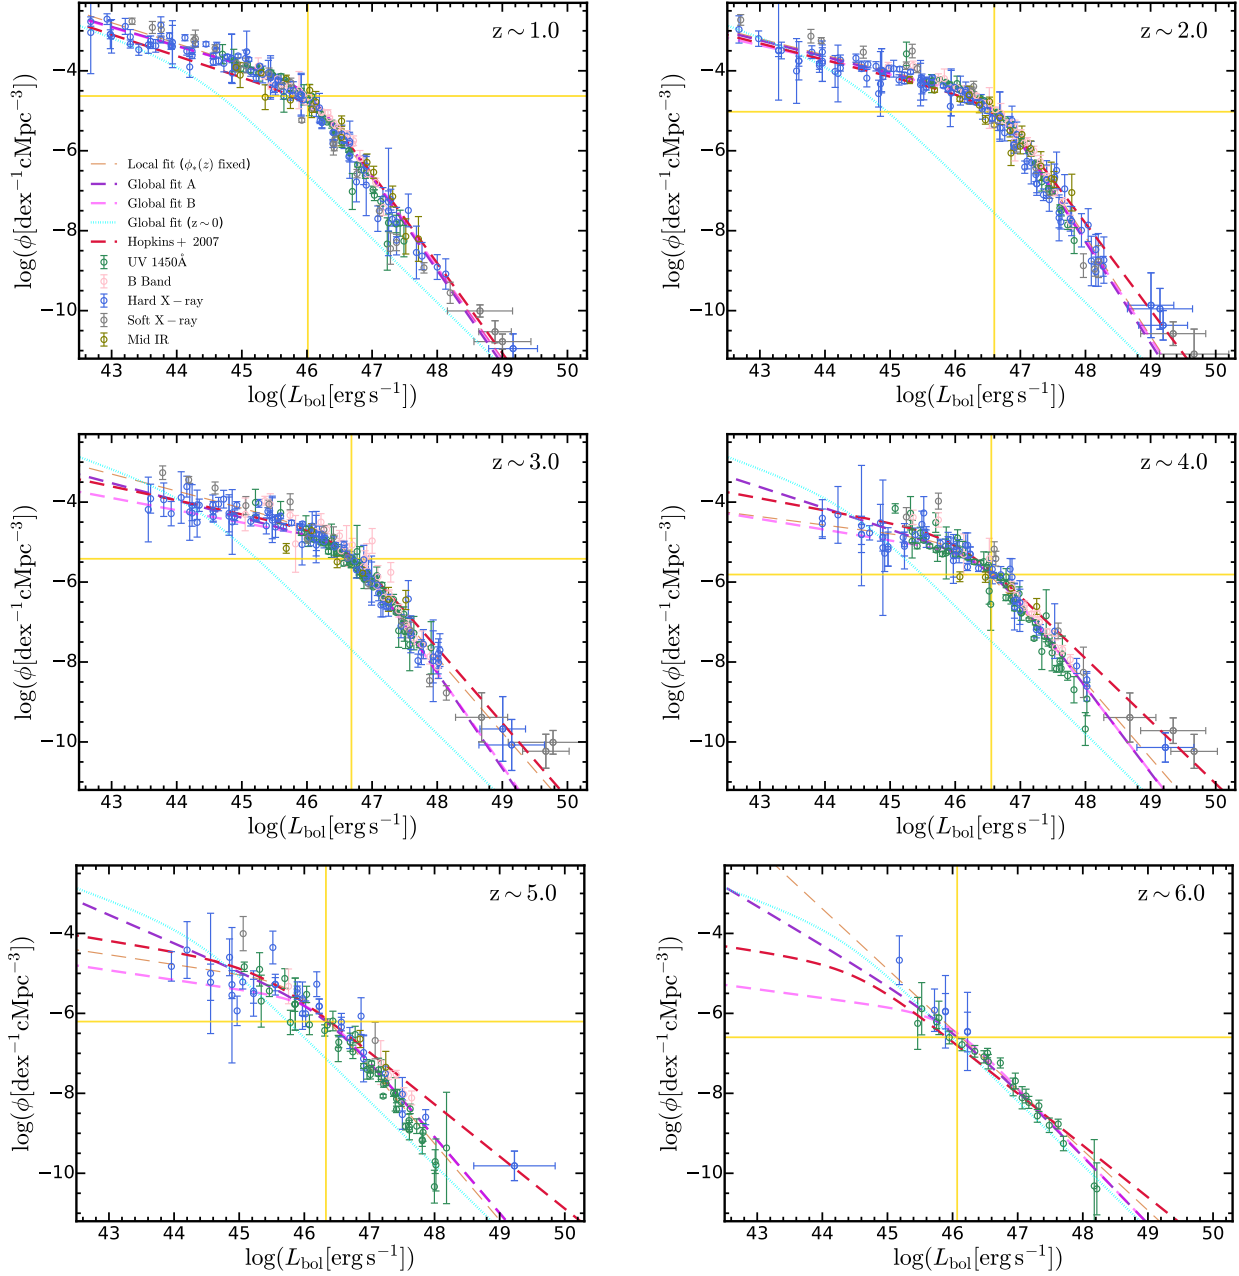 z ~ 1.0
−4
−6
−8
−10
log(ϕ[dex⁻¹cMpc⁻³])
Local fit (ϕ*(z) fixed)
Global fit A
Global fit B
Global fit (z ~ 0)
Hopkins+ 2007
UV 1450Å
B Band
Hard X−ray
Soft X−ray
Mid IR
43 44 45 46 47 48 49 50
log(L_bol[erg s⁻¹])
z ~ 2.0
−4
−6
−8
−10
log(ϕ[dex⁻¹cMpc⁻³])
43 44 45 46 47 48 49 50
log(L_bol[erg s⁻¹])
z ~ 3.0
−4
−6
−8
−10
log(ϕ[dex⁻¹cMpc⁻³])
43 44 45 46 47 48 49 50
log(L_bol[erg s⁻¹])
z ~ 4.0
−4
−6
−8
−10
log(ϕ[dex⁻¹cMpc⁻³])
43 44 45 46 47 48 49 50
log(L_bol[erg s⁻¹])
z ~ 5.0
−4
−6
−8
−10
log(ϕ[dex⁻¹cMpc⁻³])
43 44 45 46 47 48 49 50
log(L_bol[erg s⁻¹])
z ~ 6.0
−4
−6
−8
−10
log(ϕ[dex⁻¹cMpc⁻³])
43 44 45 46 47 48 49 50
log(L_bol[erg s⁻¹])